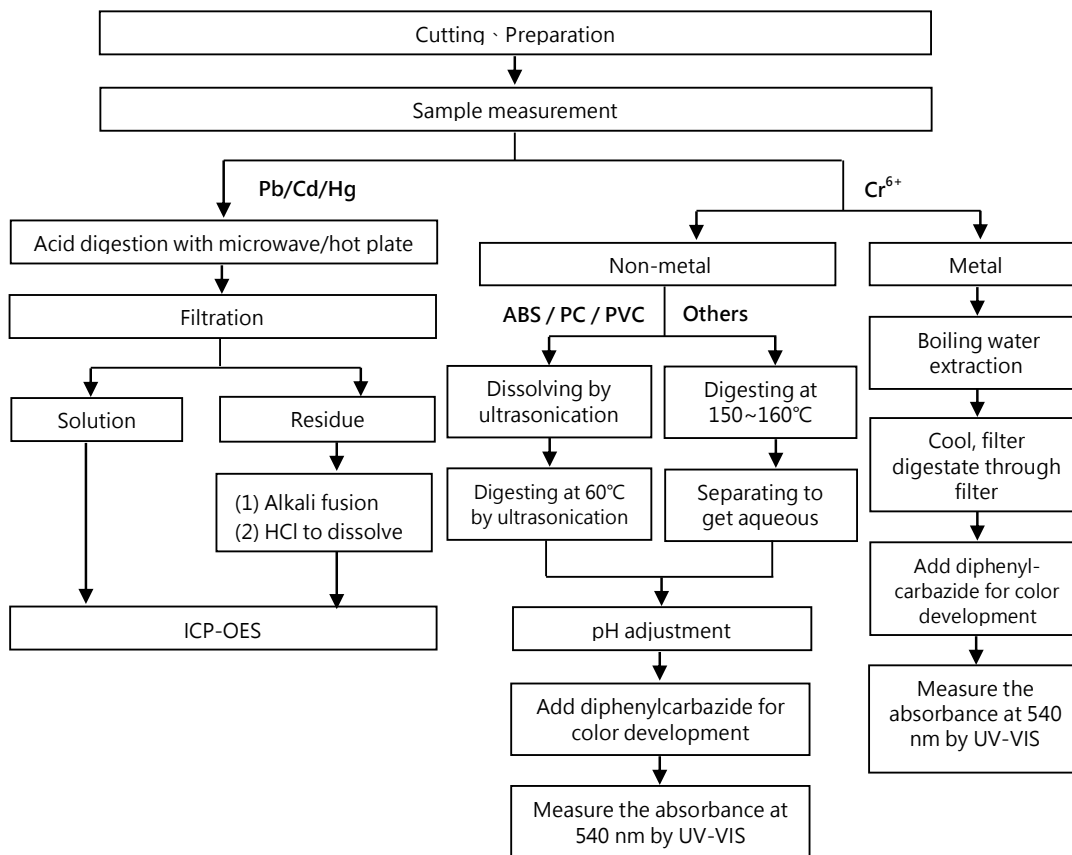 Cutting、Preparation
Sample measurement
Pb/Cd/Hg
Cr6+
Acid digestion with microwave/hot plate
Filtration
Solution
Residue
(1) Alkali fusion
(2) HCl to dissolve
ICP-OES
Non-metal
ABS / PC / PVC
Others
Dissolving by
ultrasonication
Digesting at
150~160℃
Digesting at 60℃
by ultrasonication
Separating to
get aqueous
pH adjustment
Add diphenylcarbazide for
color development
Measure the absorbance at
540 nm by UV-VIS
Metal
Boiling water
extraction
Cool, filter
digestate through
filter
Add diphenyl-
carbazide for color
development
Measure the
absorbance at 540
nm by UV-VIS